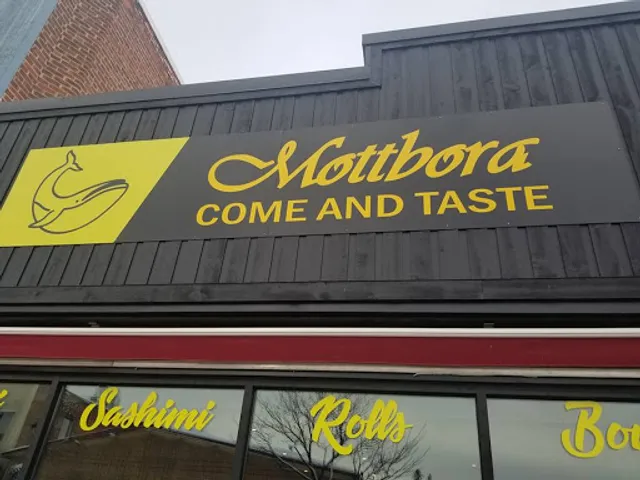 Mottbora
COME AND TASTE
Sashimi
Rolls